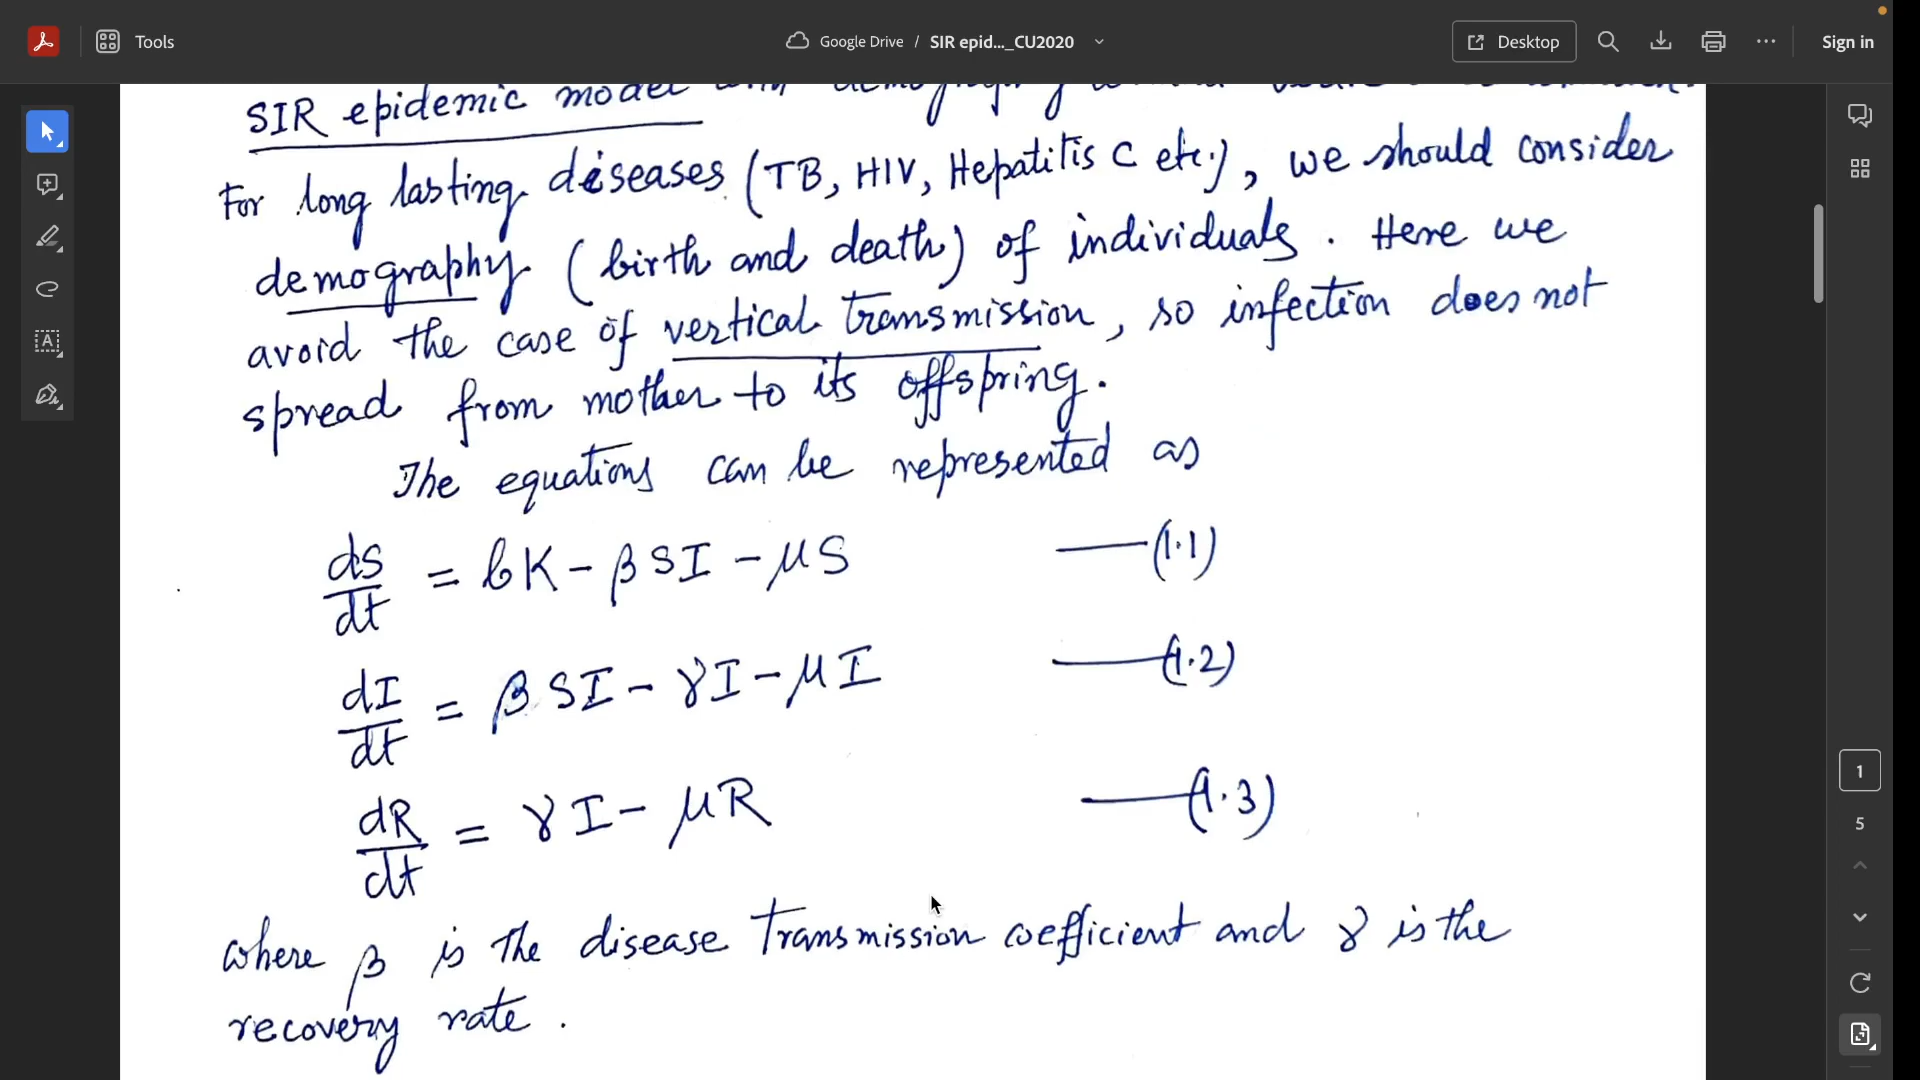 Tools
Google Drive / SIR epid..._CU2020
Desktop
Sign in
SIR epidemic model
For long lasting diseases (TB, HIV, Hepatitis C etc.), we should consider
demography (birth and death) of individuals. Here we
avoid the case of vertical transmission, so infection does not
spread from mother to its offspring.
The equations can be represented as
dS/dt = bK - βSI - μS —(1.1)
dI/dt = βSI - γI - μI —(1.2)
dR/dt = γI - μR —(1.3)
where β is the disease transmission coefficient and γ is the
recovery rate.
1
5